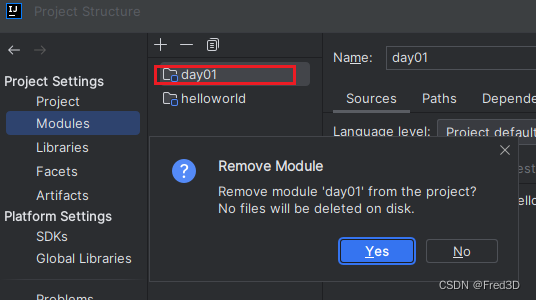 IJ
Project Structure
Project Settings
Project
Modules
Libraries
Facets
Artifacts
Platform Settings
SDKs
Global Libraries
day01
helloworld
Name: day01
Sources Paths Depende
Language level: Project default
Remove Module
Remove module 'day01' from the project?
No files will be deleted on disk.
Yes No
CSDN @Fred3D